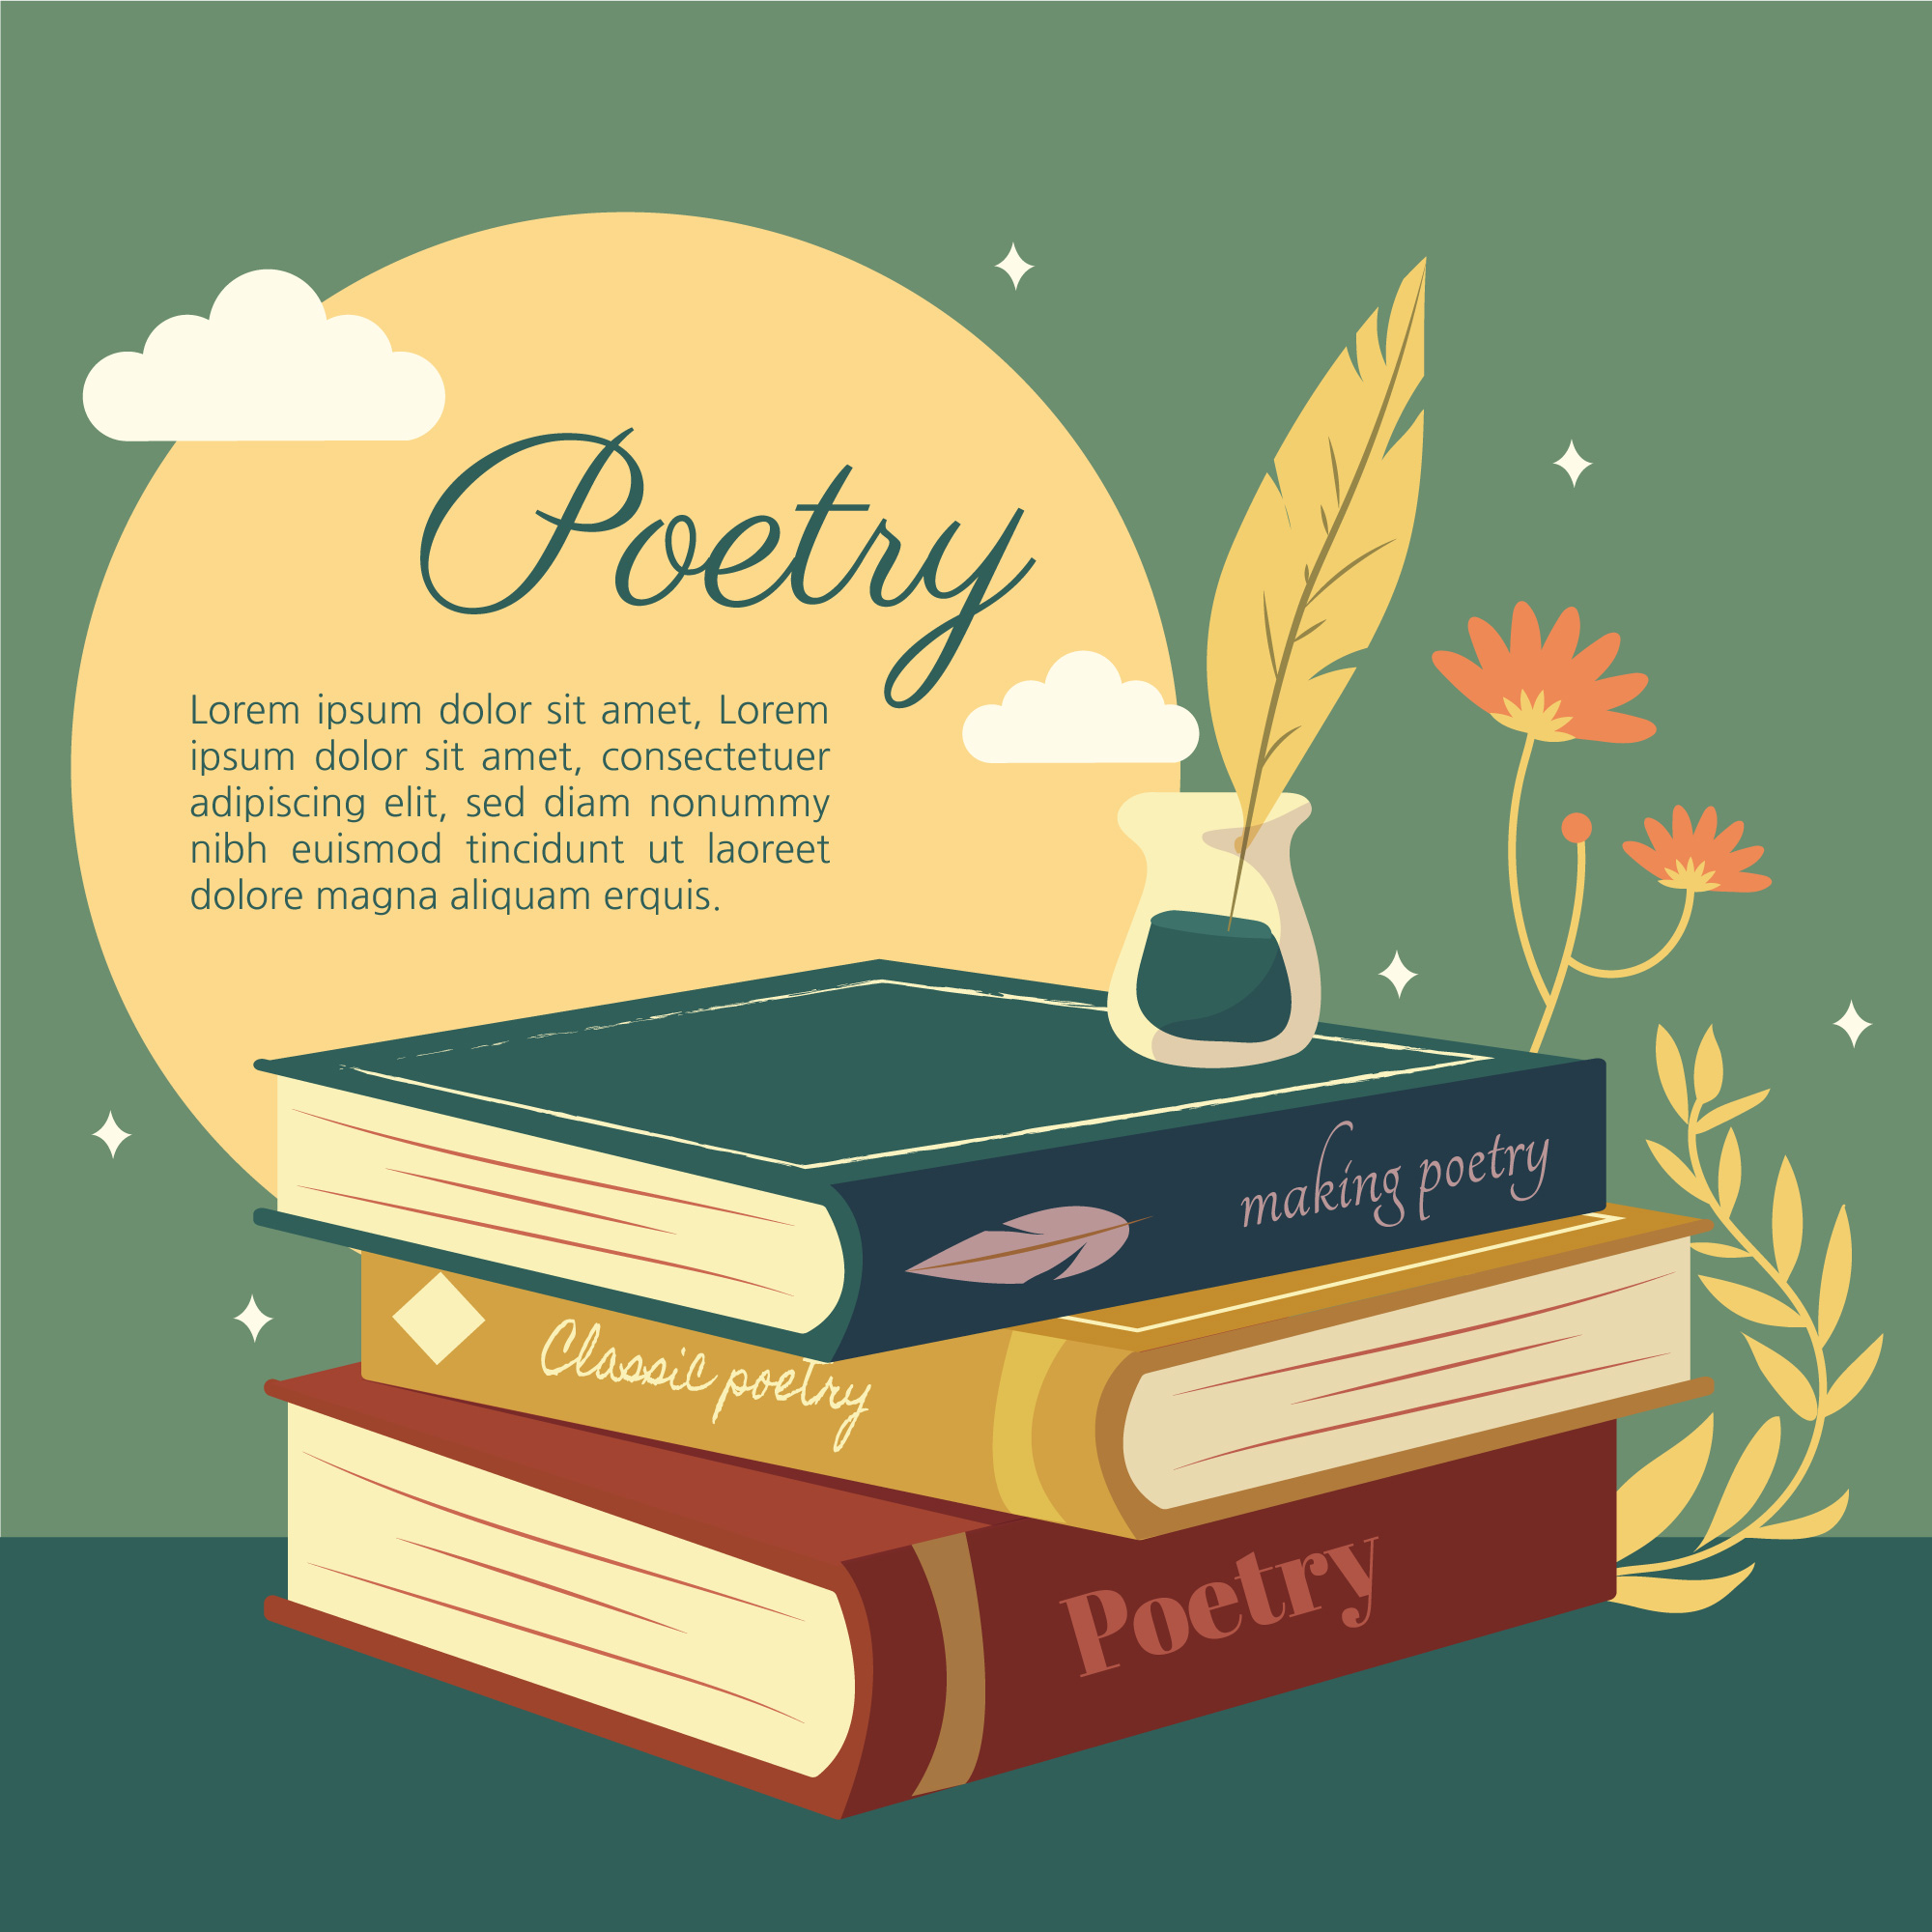 Poetry
Lorem ipsum dolor sit amet, Lorem
ipsum dolor sit amet, consectetuer
adipiscing elit, sed diam nonummy
nibh euismod tincidunt ut laoreet
dolore magna aliquam erquis.
making poetry
Classic poetry
Poetry